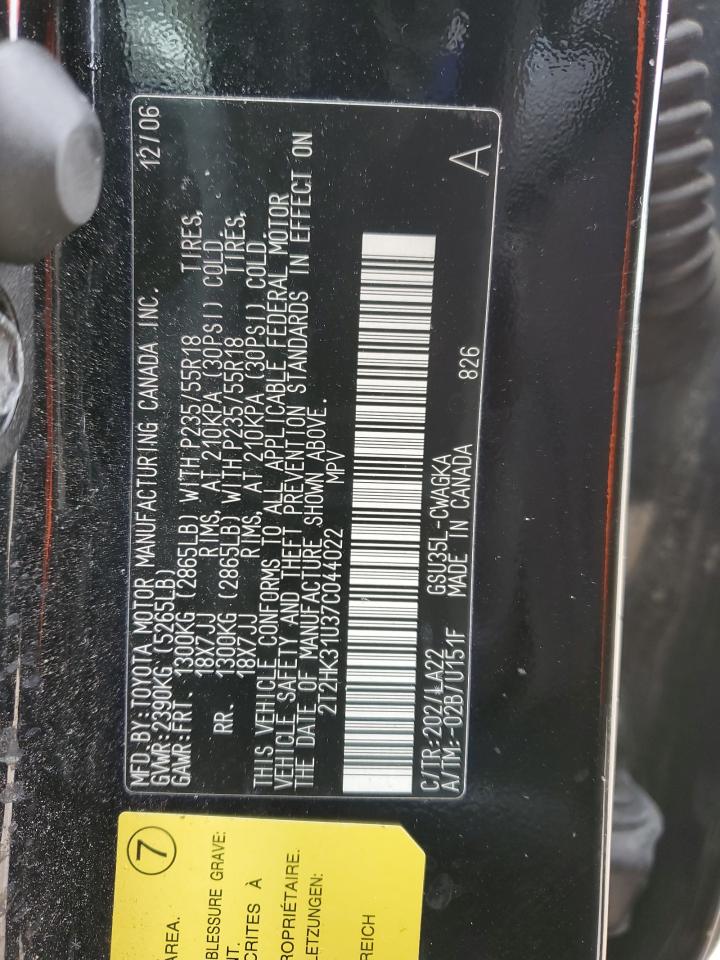 MFD.BY:TOYOTA MOTOR MANUFACTURING CANADA INC. 12/06
GVWR:2390KG (5265LB)
GAWR:FRT. 1300KG (2865LB) WITH P235/55R18 TIRES,
18X7JJ RIMS, AT 210KPA (30PSI) COLD
RR. 1300KG (2865LB) WITH P235/55R18 TIRES,
18X7JJ RIMS, AT 210KPA (30PSI) COLD.
THIS VEHICLE CONFORMS TO ALL APPLICABLE FEDERAL MOTOR
VEHICLE SAFETY AND THEFT PREVENTION STANDARDS IN EFFECT ON
THE DATE OF MANUFACTURE SHOWN ABOVE.
2T2HK31U37C044022 MPV
C/TR:202/LA22 GSU35L-CWAGKA 826
A/TM:-02B/U151F MADE IN CANADA
A
7
AREA.
BLESSURE GRAVE:
NT.
CRITES À
ROPRIÉTAIRE.
LETZUNGEN:
REICH